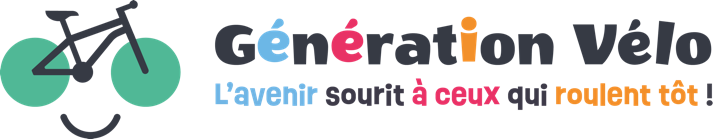 Génération Vélo
L'avenir sourit à ceux qui roulent tôt !